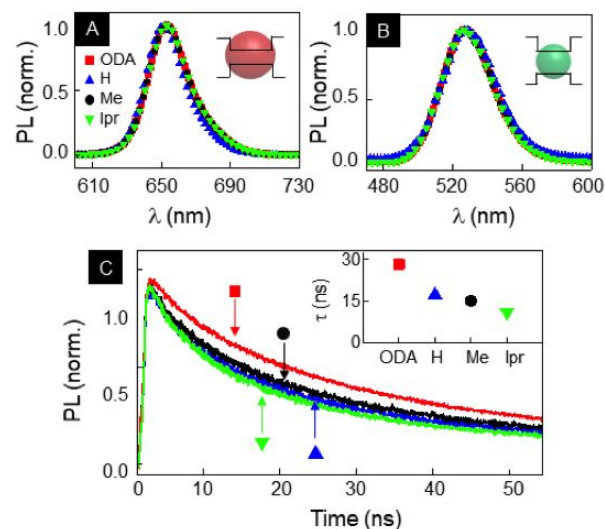 A
ODA
H
Me
Ipr
PL (norm.)
1.0
0.5
0.0
610 650 690 730
λ (nm)
B
PL (norm.)
1.0
0.5
0.0
480 520 560 600
λ (nm)
C
PL (norm.)
1.0
0.5
0.0
0 10 20 30 40 50
Time (ns)
τ (ns)
30
15
0
ODA H Me Ipr